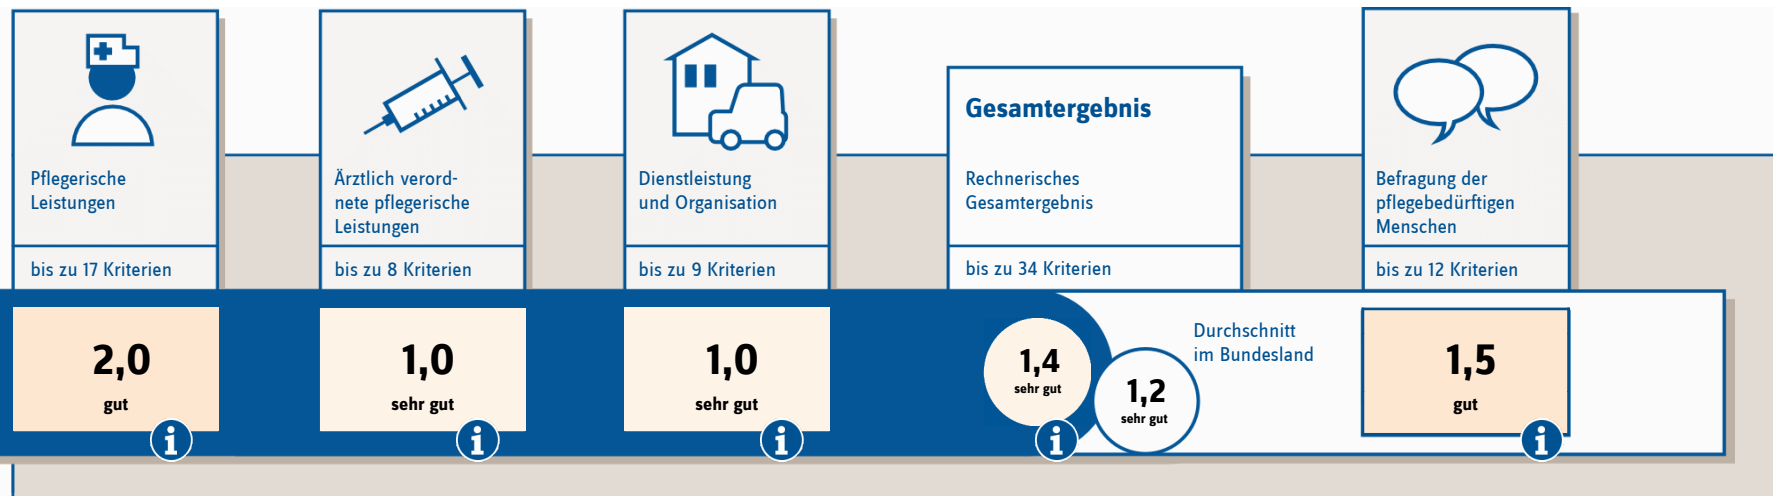 Pflegerische
Leistungen
bis zu 17 Kriterien
2,0
gut
i
Ärztlich verord-
nete pflegerische
Leistungen
bis zu 8 Kriterien
1,0
sehr gut
i
Dienstleistung
und Organisation
bis zu 9 Kriterien
1,0
sehr gut
i
Gesamtergebnis
Rechnerisches
Gesamtergebnis
bis zu 34 Kriterien
1,4
sehr gut
i
1,2
sehr gut
Durchschnitt
im Bundesland
Befragung der
pflegebedürftigen
Menschen
bis zu 12 Kriterien
1,5
gut
i